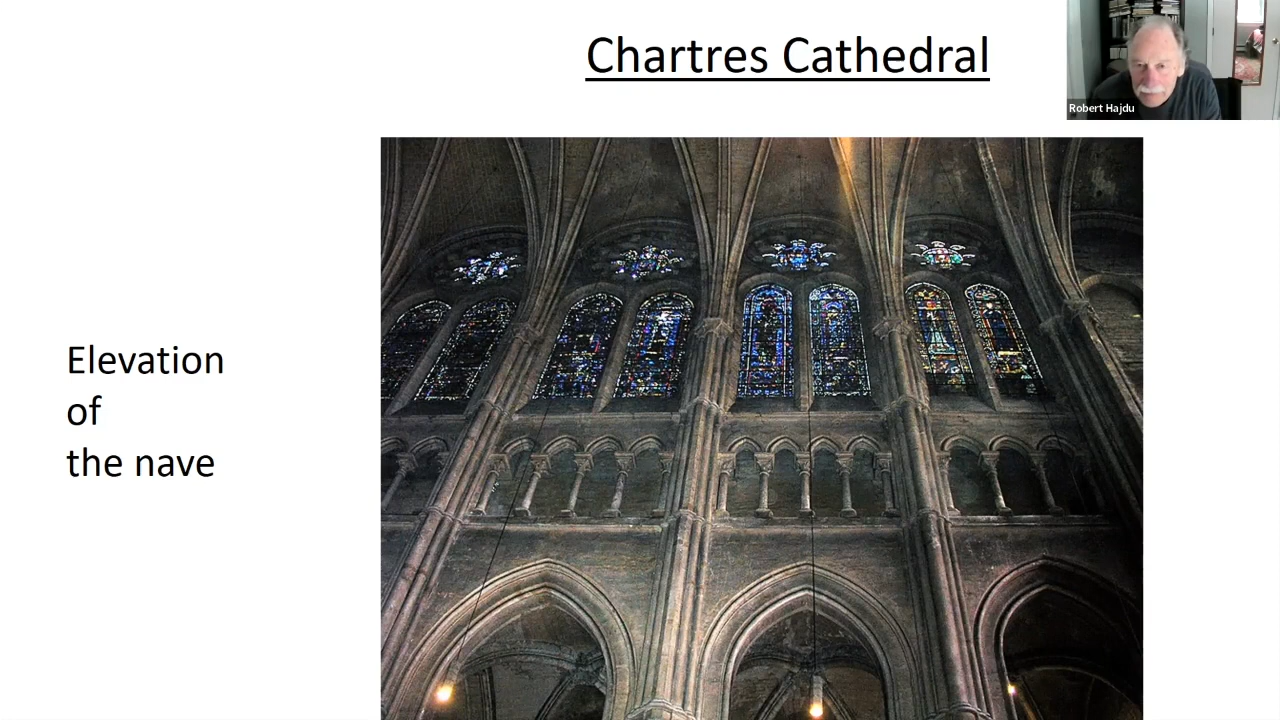 Chartres Cathedral
Robert Hajdu
Elevation
of
the nave